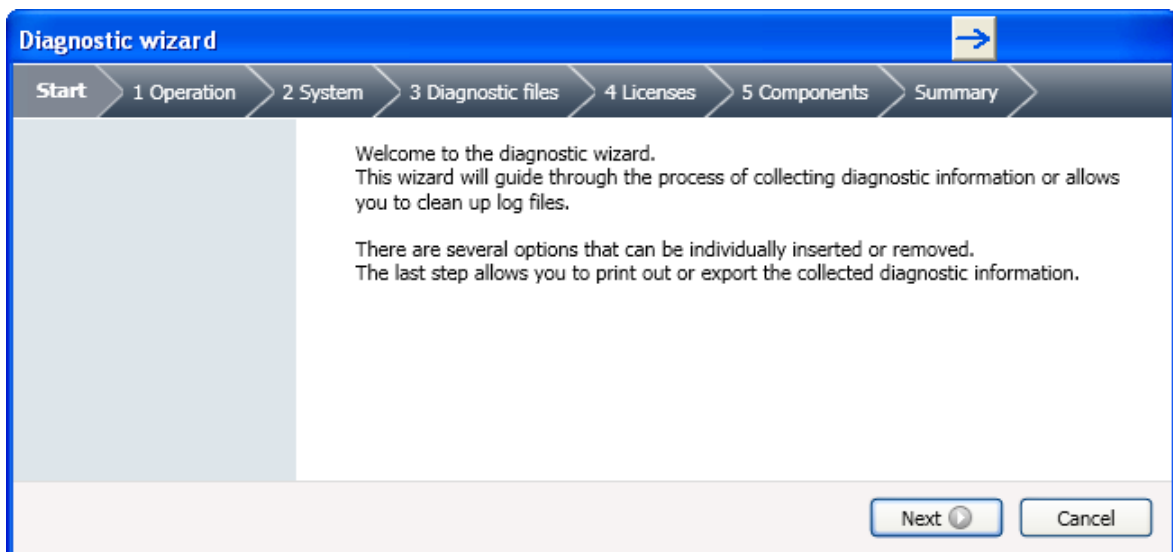 Diagnostic wizard
Start 1 Operation 2 System 3 Diagnostic files 4 Licenses 5 Components Summary
Welcome to the diagnostic wizard.
This wizard will guide through the process of collecting diagnostic information or allows
you to clean up log files.
There are several options that can be individually inserted or removed.
The last step allows you to print out or export the collected diagnostic information.
Next Cancel